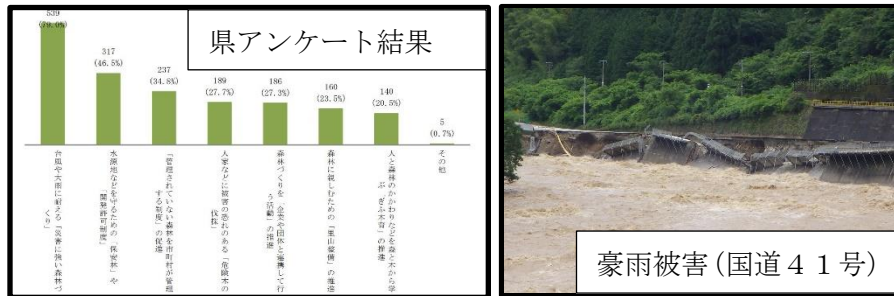 県アンケート結果
539
(79.0%)
317
(46.5%)
237
(34.8%)
189
(27.7%)
186
(27.3%)
160
(23.5%)
140
(20.5%)
5
(0.7%)
台風や大雨に耐える「災害に強い森林づ
くり」
水源地などを守るための「保安林」や
「開発許可制度」
「管理されていない森林を市町村が管理
する制度」の促進
人家などに被害の恐れのある「危険木の
伐採」
森林づくりを「企業や団体と連携して行
う活動」の推進
森林に親しむための「里山整備」の推進
人と森林のかかわりなどを森と木から学
ぶ「ぎふ木育」の推進
その他
豪雨被害(国道41号)